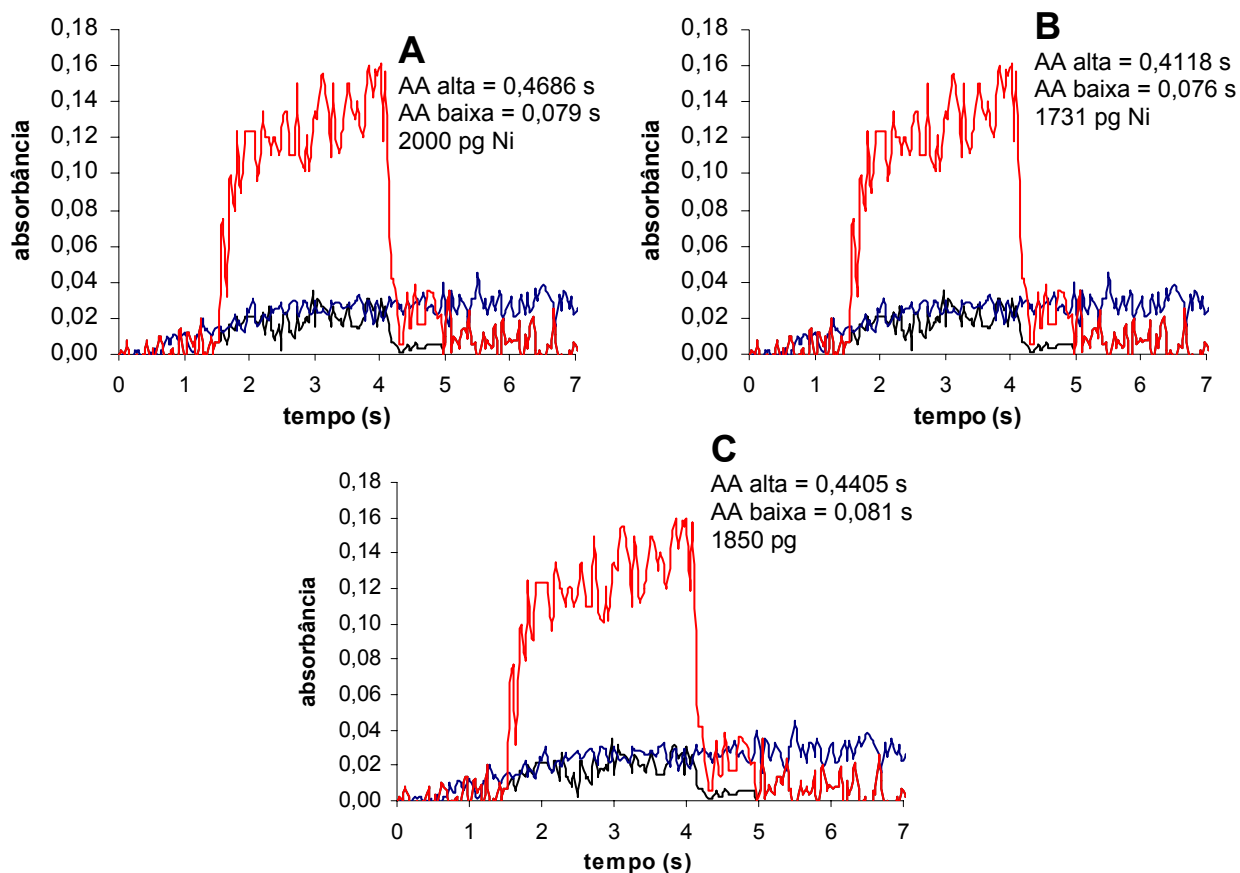 A
AA alta = 0,4686 s
AA baixa = 0,079 s
2000 pg Ni
absorbância
0,18
0,16
0,14
0,12
0,10
0,08
0,06
0,04
0,02
0,00
0 1 2 3 4 5 6 7
tempo (s)
B
AA alta = 0,4118 s
AA baixa = 0,076 s
1731 pg Ni
absorbância
0,18
0,16
0,14
0,12
0,10
0,08
0,06
0,04
0,02
0,00
0 1 2 3 4 5 6 7
tempo (s)
C
AA alta = 0,4405 s
AA baixa = 0,081 s
1850 pg
absorbância
0,18
0,16
0,14
0,12
0,10
0,08
0,06
0,04
0,02
0,00
0 1 2 3 4 5 6 7
tempo (s)